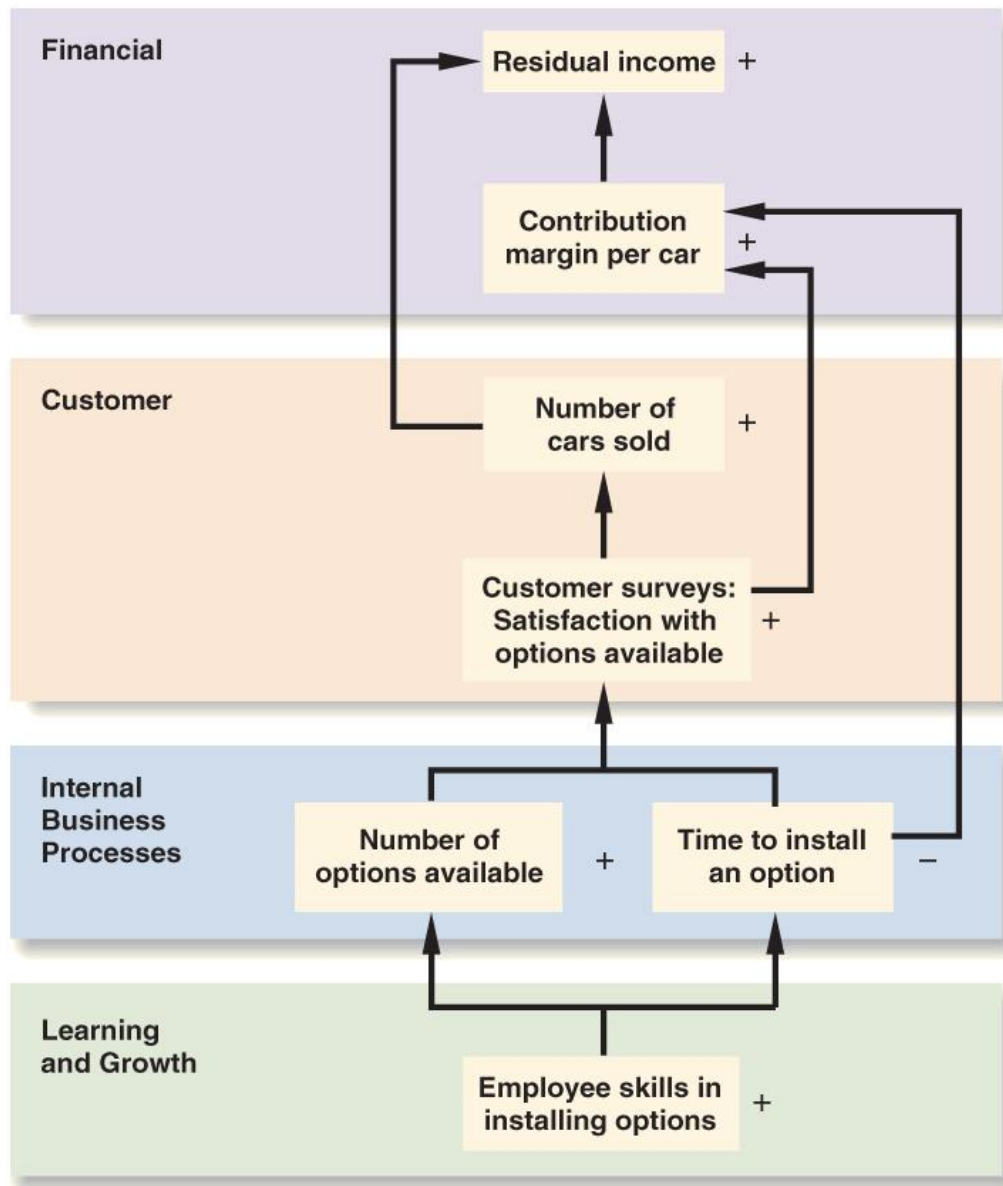 Financial
Residual income +
Contribution
margin per car
+
Customer
Number of
cars sold
+
Customer surveys:
Satisfaction with
options available
+
Internal
Business
Processes
Number of
options available
+
Time to install
an option
–
Learning
and Growth
Employee skills in
installing options
+